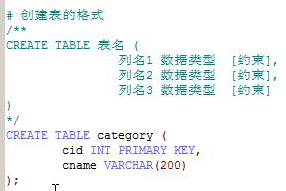 # 创建表的格式
/**
CREATE TABLE 表名 (
列名1 数据类型 [约束],
列名2 数据类型 [约束],
列名3 数据类型 [约束]
)
*/
CREATE TABLE category (
cid INT PRIMARY KEY,
cname VARCHAR(200)
);